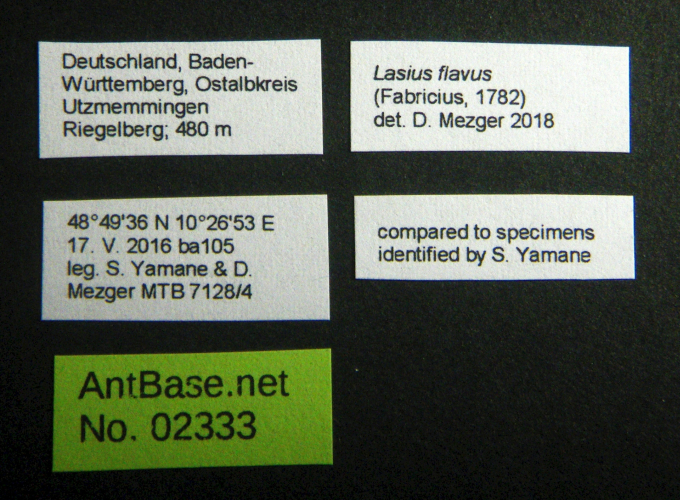 Deutschland, Baden-
Württemberg, Ostalbkreis
Utzmemmingen
Riegelberg; 480 m
Lasius flavus
(Fabricius, 1782)
det. D. Mezger 2018
48°49'36 N 10°26'53 E
17. V. 2016 ba105
leg. S. Yamane & D.
Mezger MTB 7128/4
compared to specimens
identified by S. Yamane
AntBase.net
No. 02333